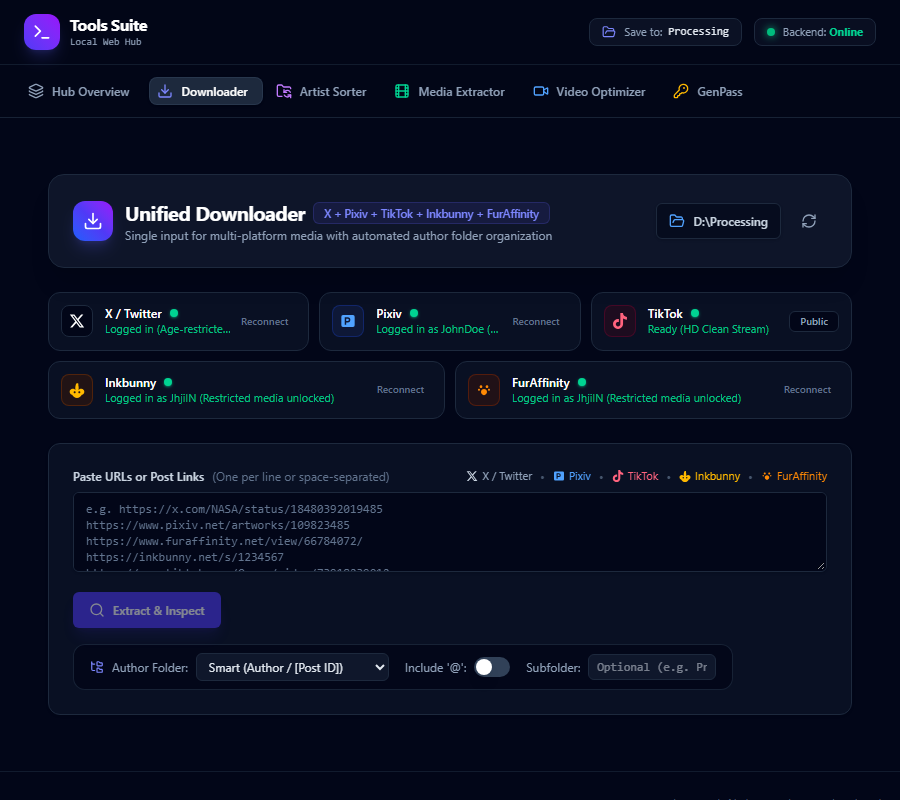 Tools Suite
Local Web Hub
Save to: Processing
Backend: Online
Hub Overview
Downloader
Artist Sorter
Media Extractor
Video Optimizer
GenPass
Unified Downloader
X + Pixiv + TikTok + Inkbunny + FurAffinity
Single input for multi-platform media with automated author folder organization
D:\Processing
X / Twitter
Logged in (Age-restricte...
Reconnect
Pixiv
Logged in as JohnDoe (...
Reconnect
TikTok
Ready (HD Clean Stream)
Public
Inkbunny
Logged in as JhjilN (Restricted media unlocked)
Reconnect
FurAffinity
Logged in as JhjilN (Restricted media unlocked)
Reconnect
Paste URLs or Post Links (One per line or space-separated)
X / Twitter • Pixiv • TikTok • Inkbunny • FurAffinity
e.g. https://x.com/NASA/status/18480392019485
https://www.pixiv.net/artworks/109823485
https://www.furaffinity.net/view/66784072/
https://inkbunny.net/s/1234567
Extract & Inspect
Author Folder:
Smart (Author / [Post ID])
Include '@':
Subfolder:
Optional (e.g. Pr